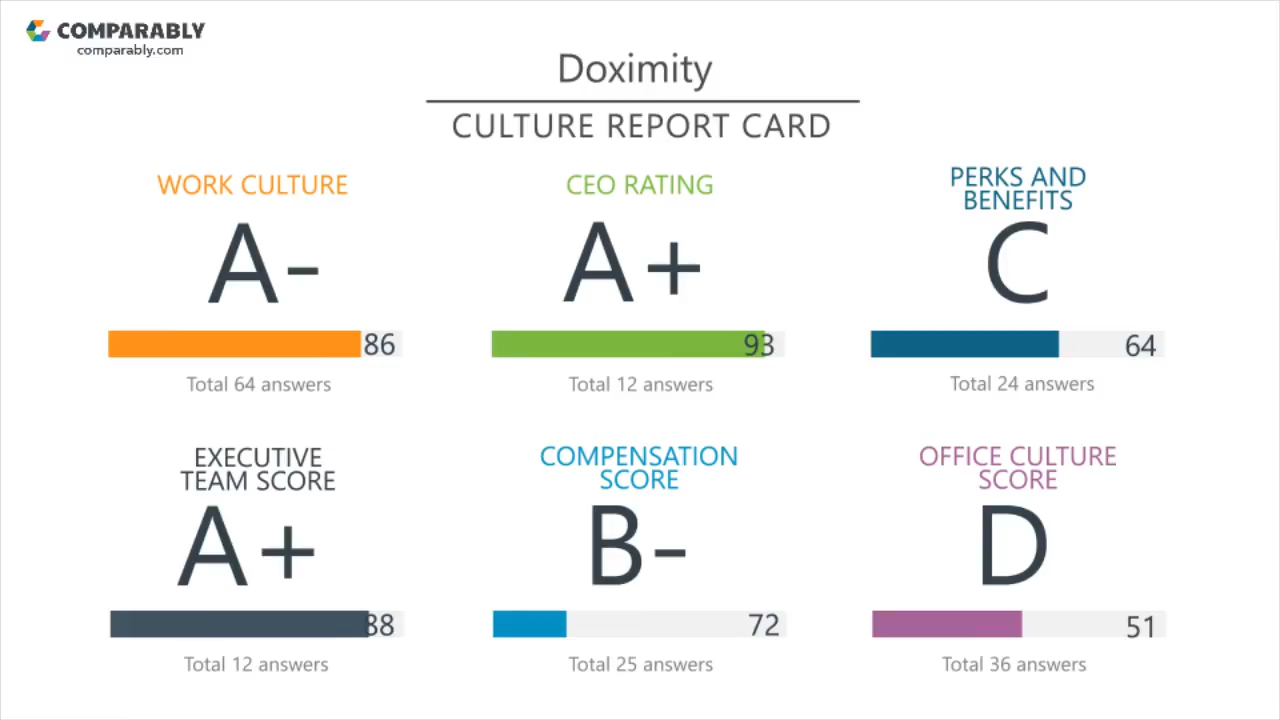 COMPARABLY
comparably.com
Doximity
CULTURE REPORT CARD
WORK CULTURE
A-
86
Total 64 answers
CEO RATING
A+
93
Total 12 answers
PERKS AND
BENEFITS
C
64
Total 24 answers
EXECUTIVE
TEAM SCORE
A+
88
Total 12 answers
COMPENSATION
SCORE
B-
72
Total 25 answers
OFFICE CULTURE
SCORE
D
51
Total 36 answers